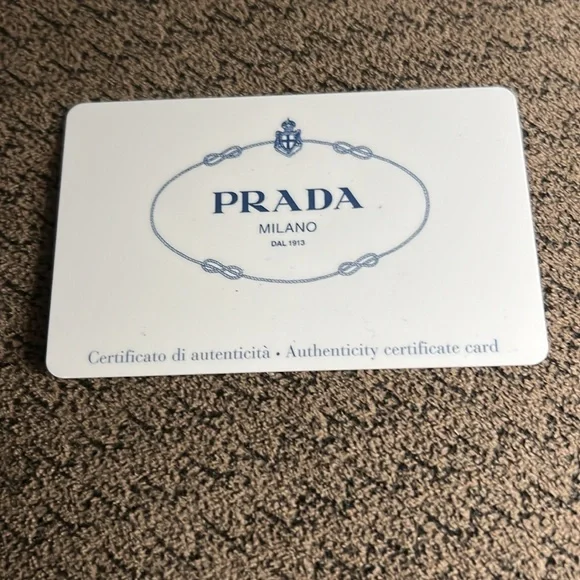 PRADA
MILANO
DAL 1913
Certificato di autenticità • Authenticity certificate card